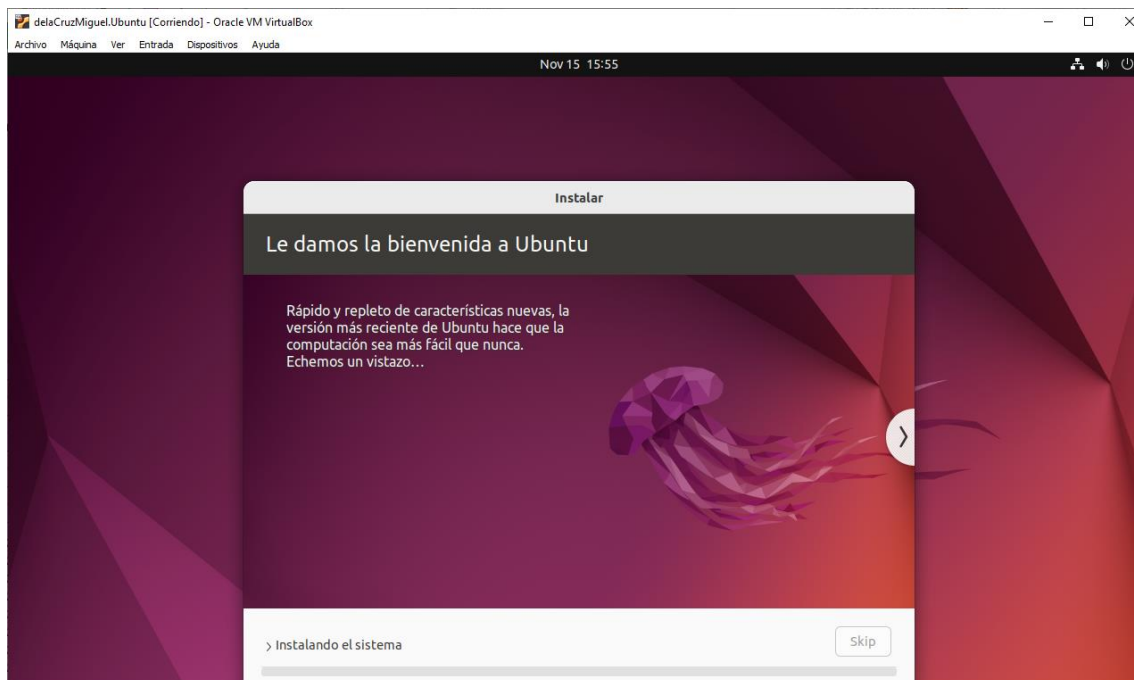 delaCruzMiguel.Ubuntu [Corriendo] - Oracle VM VirtualBox
Archivo Máquina Ver Entrada Dispositivos Ayuda
Nov 15 15:55
Instalar
Le damos la bienvenida a Ubuntu
Rápido y repleto de características nuevas, la
versión más reciente de Ubuntu hace que la
computación sea más fácil que nunca.
Echemos un vistazo…
Instalando el sistema
Skip